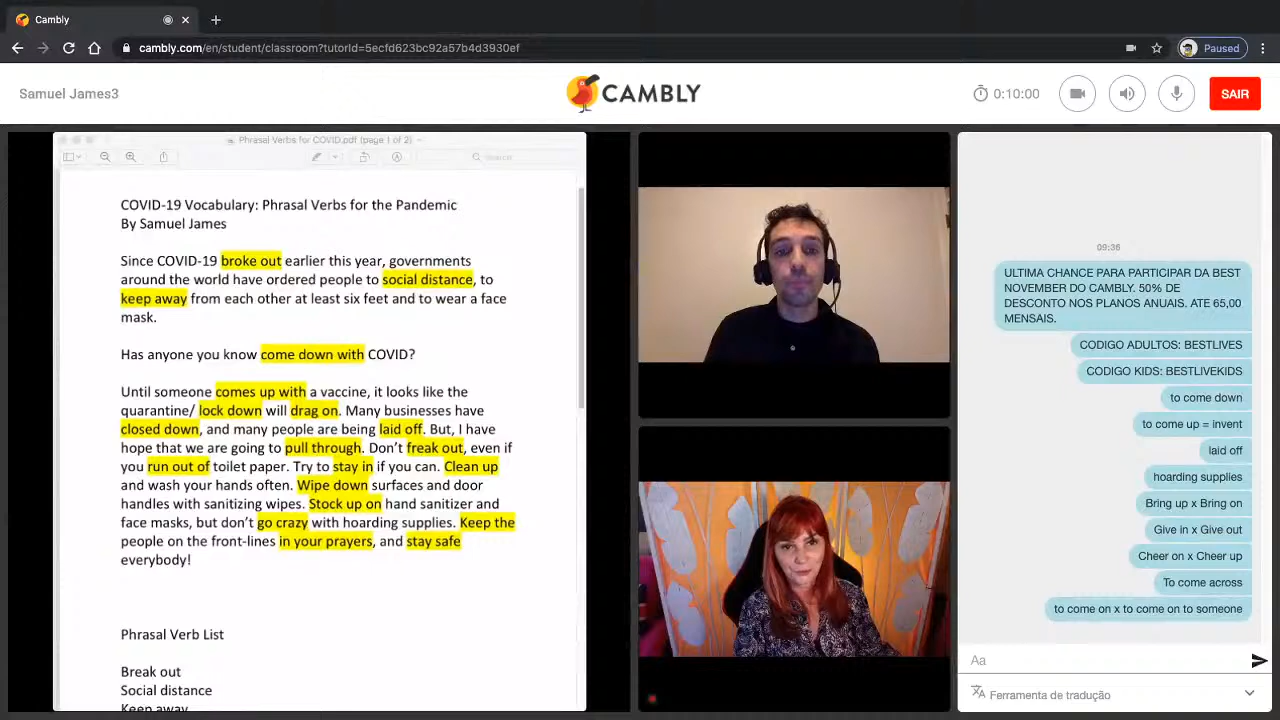 Cambly
cambly.com/en/student/classroom?tutorId=5ecfd623bc92a57b4d3930ef
Paused
Samuel James3
CAMBLY
0:10:00
SAIR
Phrasal Verbs for COVID.pdf (page 1 of 2)
Search
COVID-19 Vocabulary: Phrasal Verbs for the Pandemic
By Samuel James
Since COVID-19 broke out earlier this year, governments
around the world have ordered people to social distance, to
keep away from each other at least six feet and to wear a face
mask.
Has anyone you know come down with COVID?
Until someone comes up with a vaccine, it looks like the
quarantine/ lock down will drag on. Many businesses have
closed down, and many people are being laid off. But, I have
hope that we are going to pull through. Don't freak out, even if
you run out of toilet paper. Try to stay in if you can. Clean up
and wash your hands often. Wipe down surfaces and door
handles with sanitizing wipes. Stock up on hand sanitizer and
face masks, but don't go crazy with hoarding supplies. Keep the
people on the front-lines in your prayers, and stay safe
everybody!
Phrasal Verb List
Break out
Social distance
Keep away
09:36
ULTIMA CHANCE PARA PARTICIPAR DA BEST
NOVEMBER DO CAMBLY. 50% DE
DESCONTO NOS PLANOS ANUAIS. ATE 65,00
MENSAIS.
CODIGO ADULTOS: BESTLIVES
CODIGO KIDS: BESTLIVEKIDS
to come down
to come up = invent
laid off
hoarding supplies
Bring up x Bring on
Give in x Give out
Cheer on x Cheer up
To come across
to come on x to come on to someone
Aa
Ferramenta de tradução